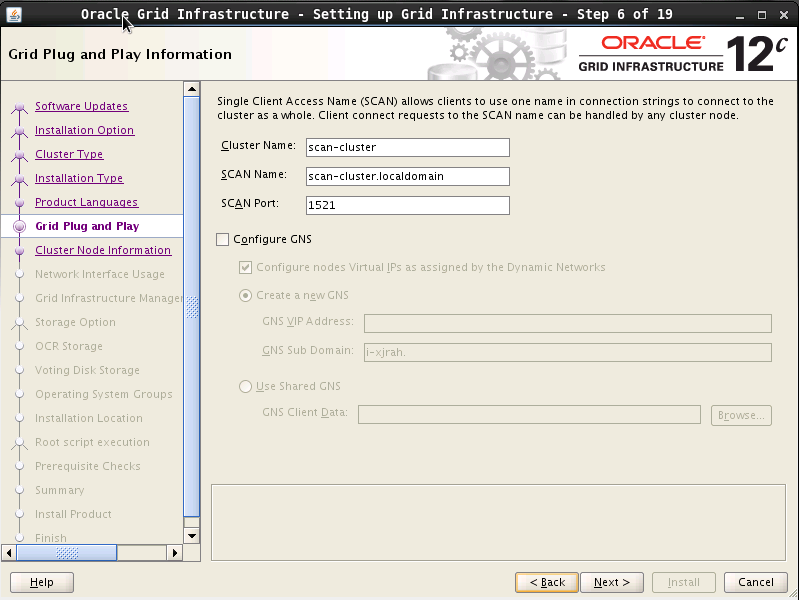 Oracle Grid Infrastructure - Setting up Grid Infrastructure - Step 6 of 19
Grid Plug and Play Information
ORACLE
GRID INFRASTRUCTURE
12c
Software Updates
Installation Option
Cluster Type
Installation Type
Product Languages
Grid Plug and Play
Cluster Node Information
Network Interface Usage
Grid Infrastructure Manager
Storage Option
OCR Storage
Voting Disk Storage
Operating System Groups
Installation Location
Root script execution
Prerequisite Checks
Summary
Install Product
Finish
Single Client Access Name (SCAN) allows clients to use one name in connection strings to connect to the
cluster as a whole. Client connect requests to the SCAN name can be handled by any cluster node.
Cluster Name: scan-cluster
SCAN Name: scan-cluster.localdomain
SCAN Port: 1521
Configure GNS
Configure nodes Virtual IPs as assigned by the Dynamic Networks
Create a new GNS
GNS VIP Address:
GNS Sub Domain: i-xjrah.
Use Shared GNS
GNS Client Data: Browse...
Help < Back Next > Install Cancel